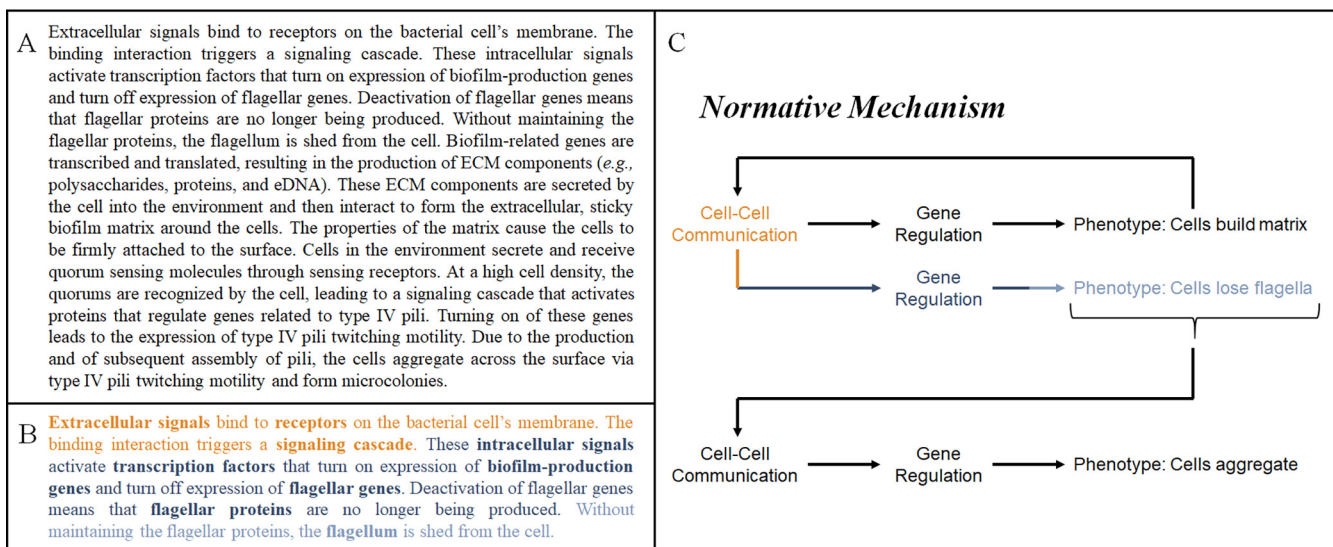 A
Extracellular signals bind to receptors on the bacterial cell's membrane. The
binding interaction triggers a signaling cascade. These intracellular signals
activate transcription factors that turn on expression of biofilm-production genes
and turn off expression of flagellar genes. Deactivation of flagellar genes means
that flagellar proteins are no longer being produced. Without maintaining the
flagellar proteins, the flagellum is shed from the cell. Biofilm-related genes are
transcribed and translated, resulting in the production of ECM components (e.g.,
polysaccharides, proteins, and eDNA). These ECM components are secreted by
the cell into the environment and then interact to form the extracellular, sticky
biofilm matrix around the cells. The properties of the matrix cause the cells to
be firmly attached to the surface. Cells in the environment secrete and receive
quorum sensing molecules through sensing receptors. At a high cell density, the
quorums are recognized by the cell, leading to a signaling cascade that activates
proteins that regulate genes related to type IV pili. Turning on of these genes
leads to the expression of type IV pili twitching motility. Due to the production
and of subsequent assembly of pili, the cells aggregate across the surface via
type IV pili twitching motility and form microcolonies.
B
Extracellular signals bind to receptors on the bacterial cell's membrane. The
binding interaction triggers a signaling cascade. These intracellular signals
activate transcription factors that turn on expression of biofilm-production
genes and turn off expression of flagellar genes. Deactivation of flagellar genes
means that flagellar proteins are no longer being produced. Without
maintaining the flagellar proteins, the flagellum is shed from the cell.
C
Normative Mechanism
Cell-Cell
Communication
Gene
Regulation
Phenotype: Cells build matrix
Gene
Regulation
Phenotype: Cells lose flagella
Cell-Cell
Communication
Gene
Regulation
Phenotype: Cells aggregate